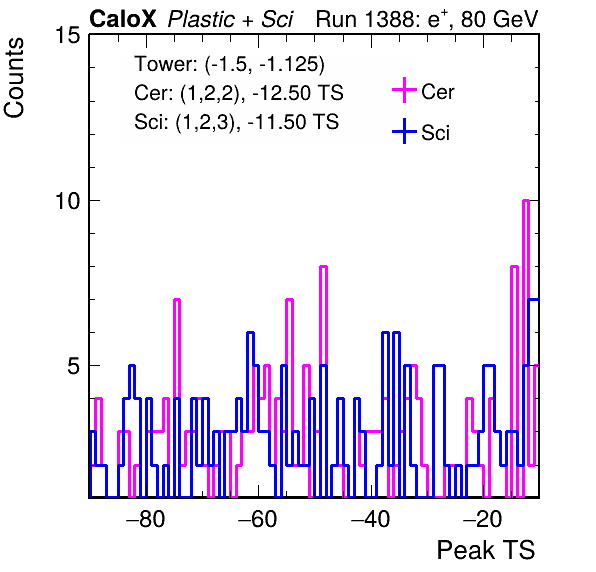 CaloX Plastic + Sci Run 1388: e⁺, 80 GeV
Counts
15
10
5
Tower: (-1.5, -1.125)
Cer: (1,2,2), -12.50 TS
Sci: (1,2,3), -11.50 TS
Cer
Sci
−80 −60 −40 −20
Peak TS